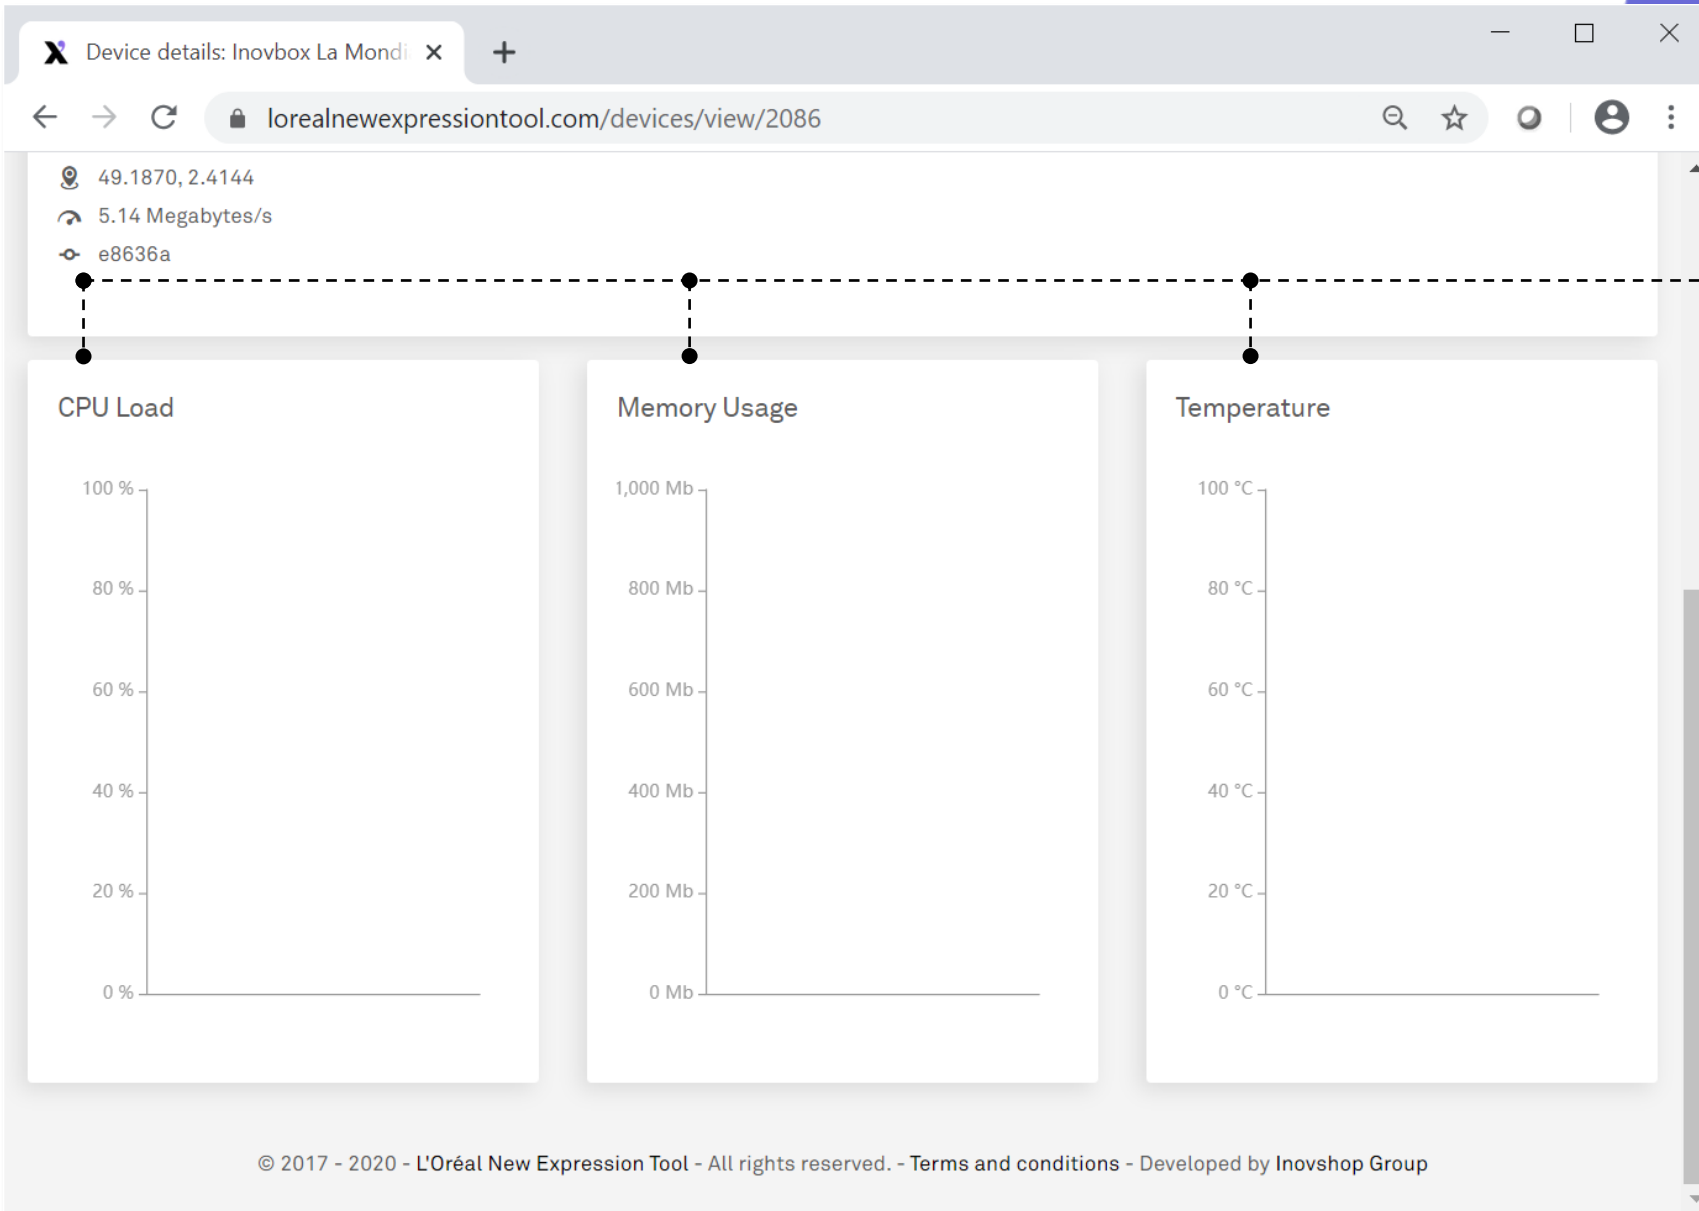 Device details: Inovbox La Mondi
lorealnewexpressiontool.com/devices/view/2086
49.1870, 2.4144
5.14 Megabytes/s
e8636a
CPU Load
100 %
80 %
60 %
40 %
20 %
0 %
Memory Usage
1,000 Mb
800 Mb
600 Mb
400 Mb
200 Mb
0 Mb
Temperature
100 °C
80 °C
60 °C
40 °C
20 °C
0 °C
© 2017 - 2020 - L'Oréal New Expression Tool - All rights reserved. - Terms and conditions - Developed by Inovshop Group